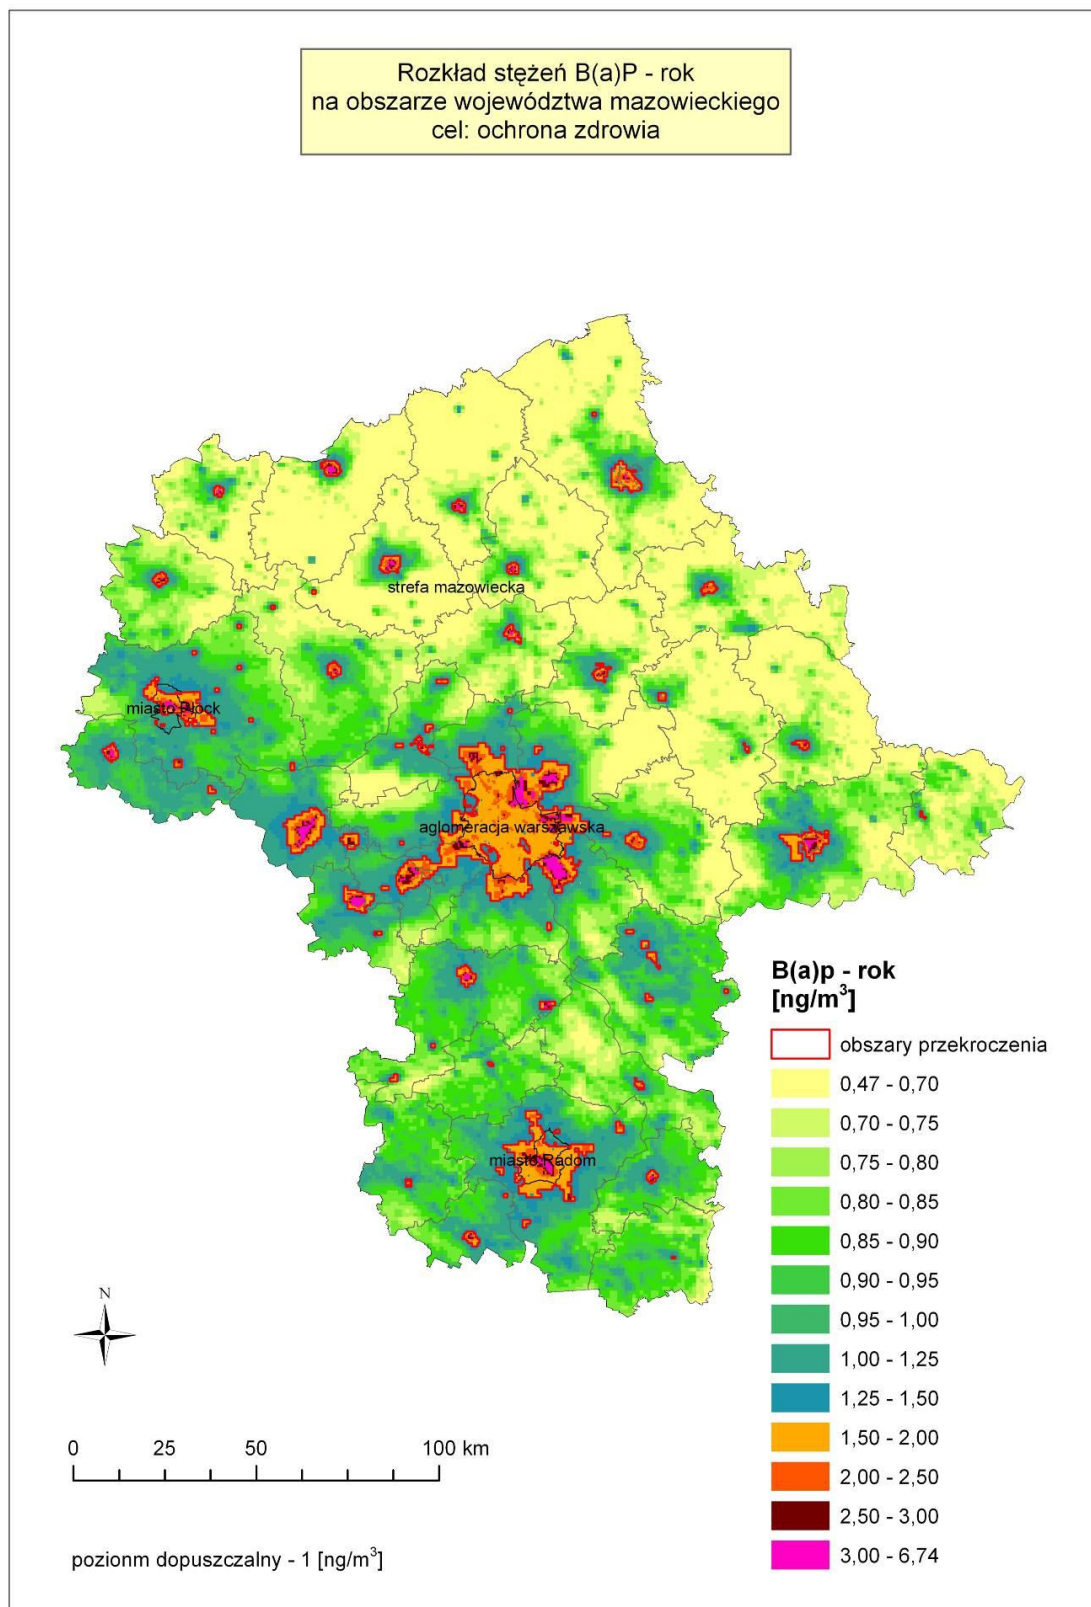 Rozkład stężeń B(a)P - rok
na obszarze województwa mazowieckiego
cel: ochrona zdrowia
strefa mazowiecka
miasto Płock
aglomeracja warszawska
miasto Radom
B(a)p - rok
[ng/m³]
obszary przekroczenia
0,47 - 0,70
0,70 - 0,75
0,75 - 0,80
0,80 - 0,85
0,85 - 0,90
0,90 - 0,95
0,95 - 1,00
1,00 - 1,25
1,25 - 1,50
1,50 - 2,00
2,00 - 2,50
2,50 - 3,00
3,00 - 6,74
N
0 25 50 100 km
pozionm dopuszczalny - 1 [ng/m³]